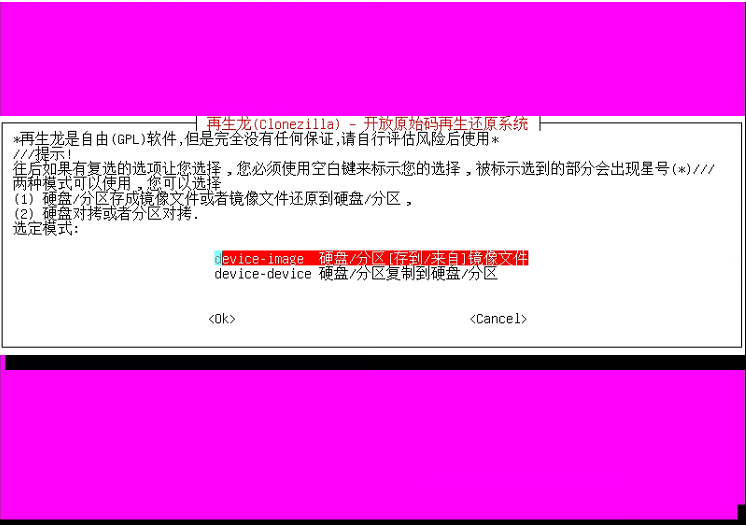 再生龙(Clonezilla) - 开放原始码再生还原系统
*再生龙是自由(GPL)软件,但是完全没有任何保证,请自行评估风险后使用*
///提示!
往后如果有复选的选项让您选择,您必须使用空白键来标示您的选择,被标示选到的部分会出现星号(*)///
两种模式可以使用,您可以选择
(1) 硬盘/分区存成镜像文件或者镜像文件还原到硬盘/分区,
(2) 硬盘对拷或者分区对拷.
选定模式:
device-image 硬盘/分区[存到/来自]镜像文件
device-device 硬盘/分区复制到硬盘/分区
<Ok> <Cancel>